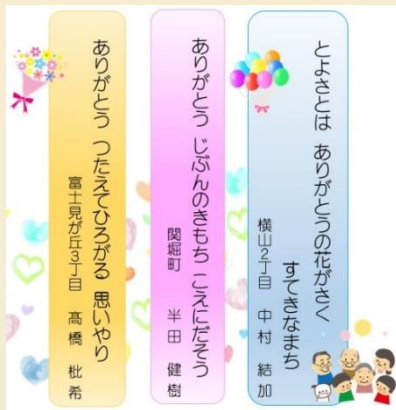 とよさとは ありがとうの花がさく
すてきなまち
横山2丁目 中村 結加
ありがとう じぶんのきもち こえにだそう
関堀町 半田 健樹
ありがとう つたえてひろがる 思いやり
富士見が丘3丁目 髙橋 枇希